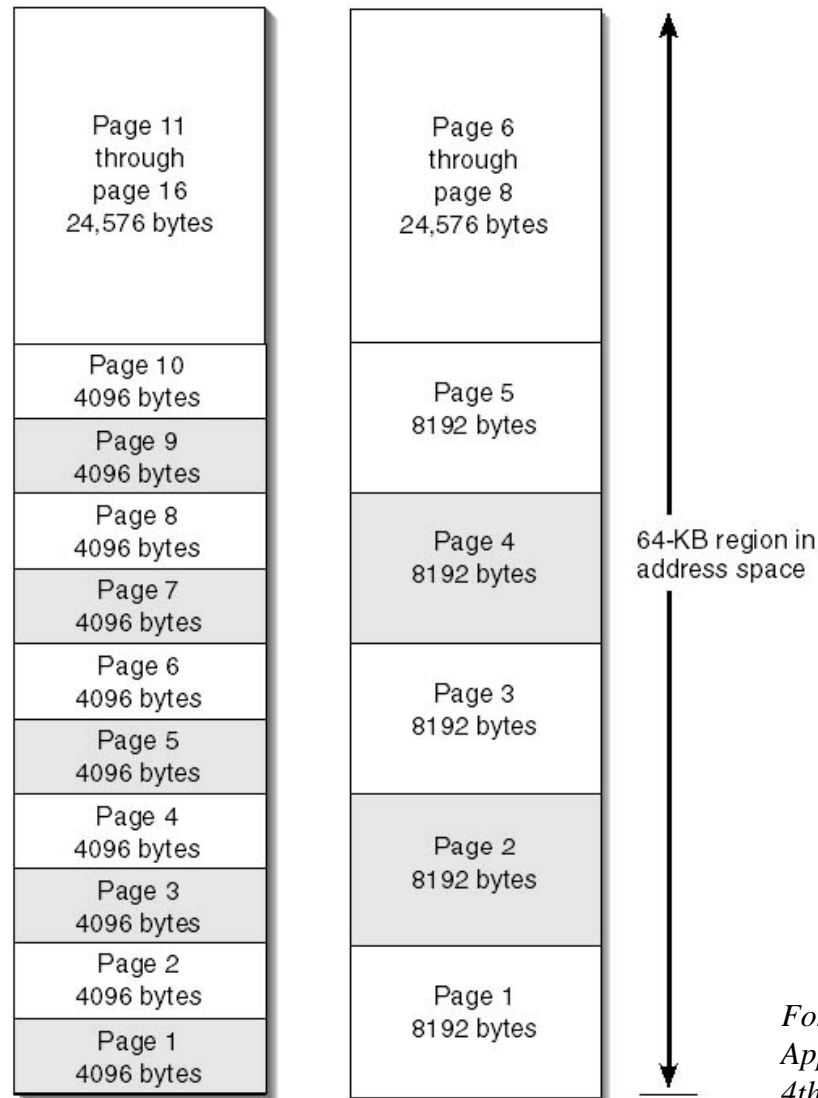 Page 11
through
page 16
24,576 bytes
Page 10
4096 bytes
Page 9
4096 bytes
Page 8
4096 bytes
Page 7
4096 bytes
Page 6
4096 bytes
Page 5
4096 bytes
Page 4
4096 bytes
Page 3
4096 bytes
Page 2
4096 bytes
Page 1
4096 bytes
Page 6
through
page 8
24,576 bytes
Page 5
8192 bytes
Page 4
8192 bytes
Page 3
8192 bytes
Page 2
8192 bytes
Page 1
8192 bytes
64-KB region in
address space
4th